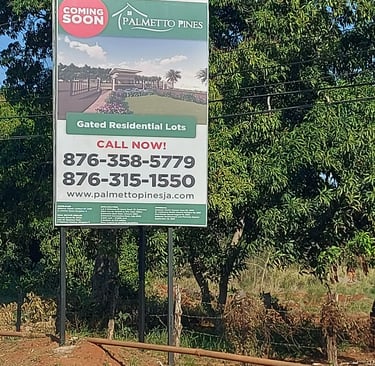 COMING
SOON
PALMETTO PINES
Gated Residential Lots
CALL NOW!
876-358-5779
876-315-1550
www.palmettopinesja.com